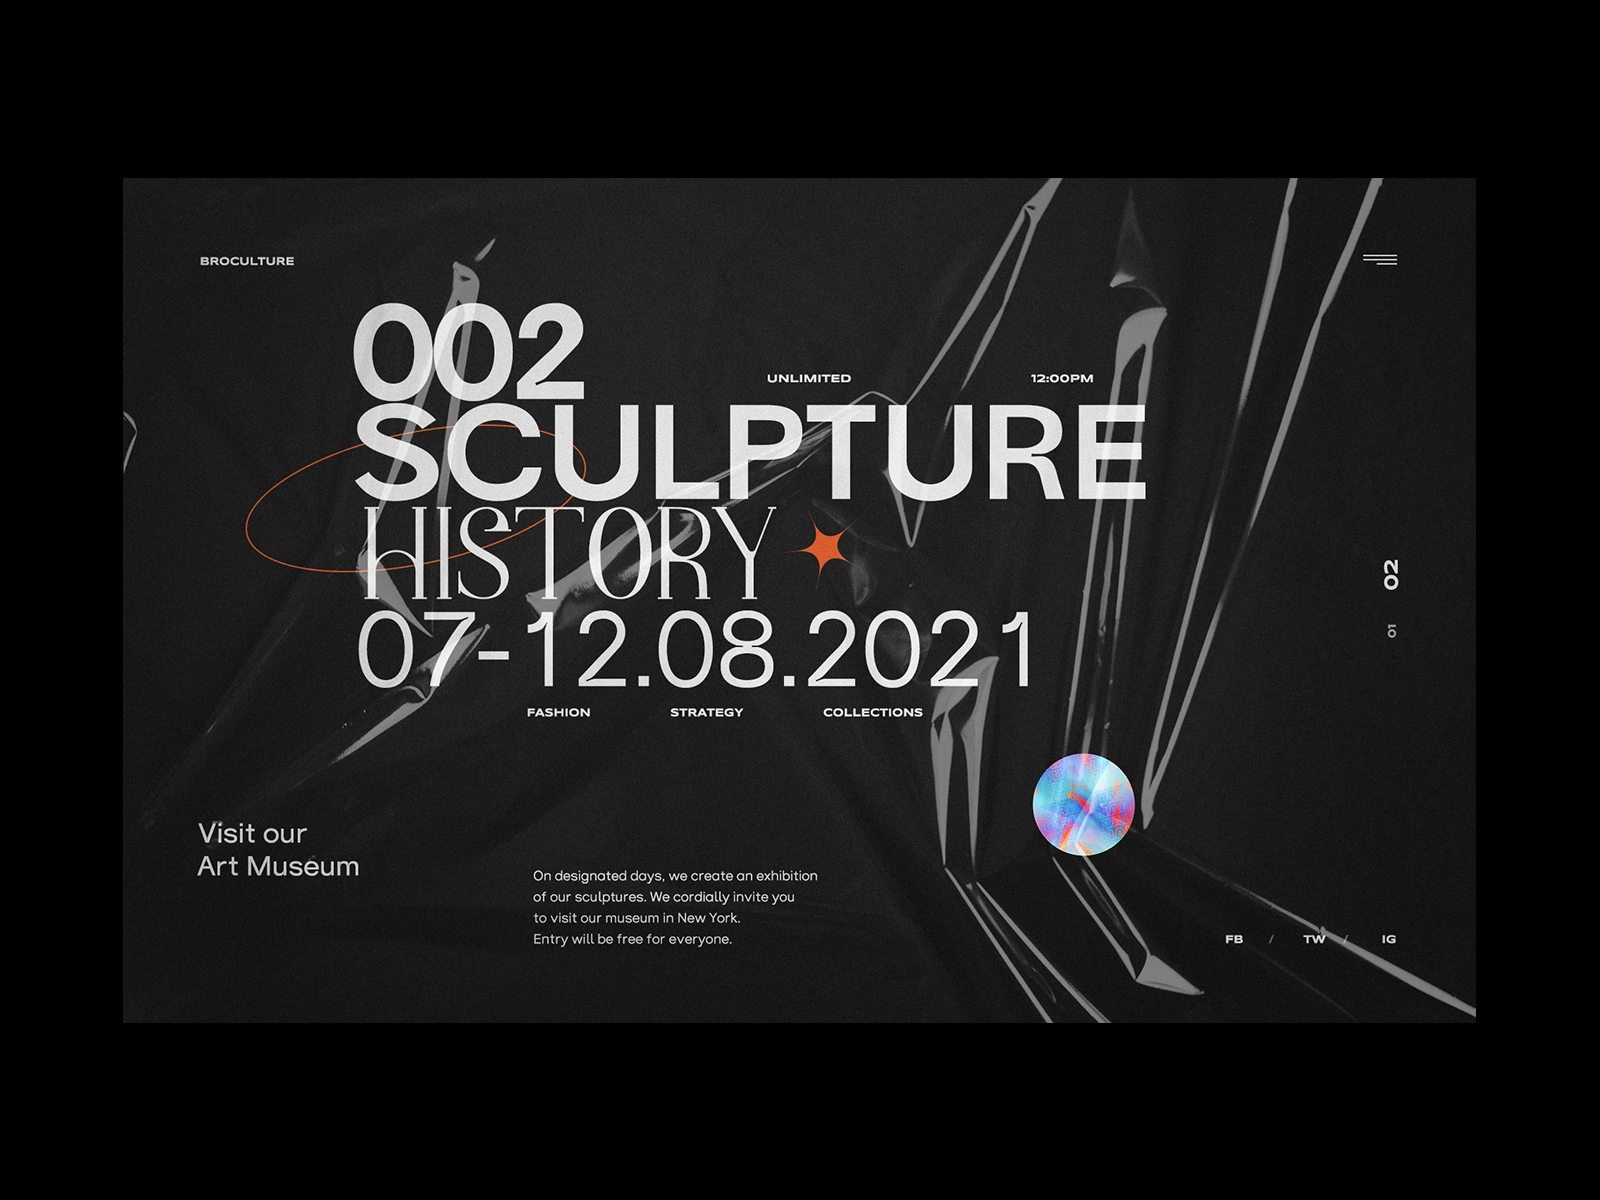 BROCULTURE
002
UNLIMITED
12:00PM
SCULPTURE
HISTORY
07-12.08.2021
FASHION
STRATEGY
COLLECTIONS
02
01
Visit our
Art Museum
On designated days, we create an exhibition
of our sculptures. We cordially invite you
to visit our museum in New York.
Entry will be free for everyone.
FB / TW / IG